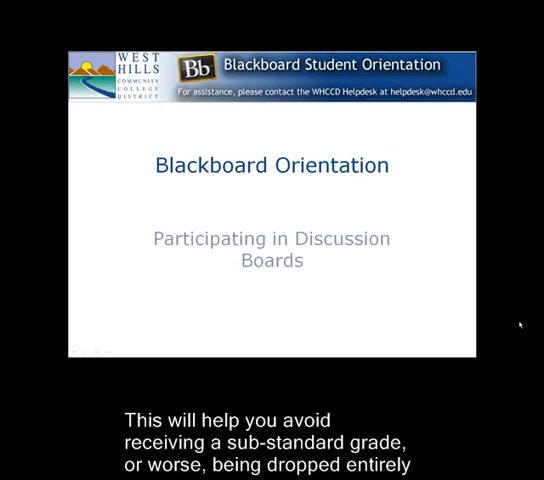 WEST
HILLS
COMMUNITY
COLLEGE
DISTRICT
Bb
Blackboard Student Orientation
For assistance, please contact the WHCCD Helpdesk at helpdesk@whccd.edu
Blackboard Orientation
Participating in Discussion
Boards
This will help you avoid
receiving a sub-standard grade,
or worse, being dropped entirely